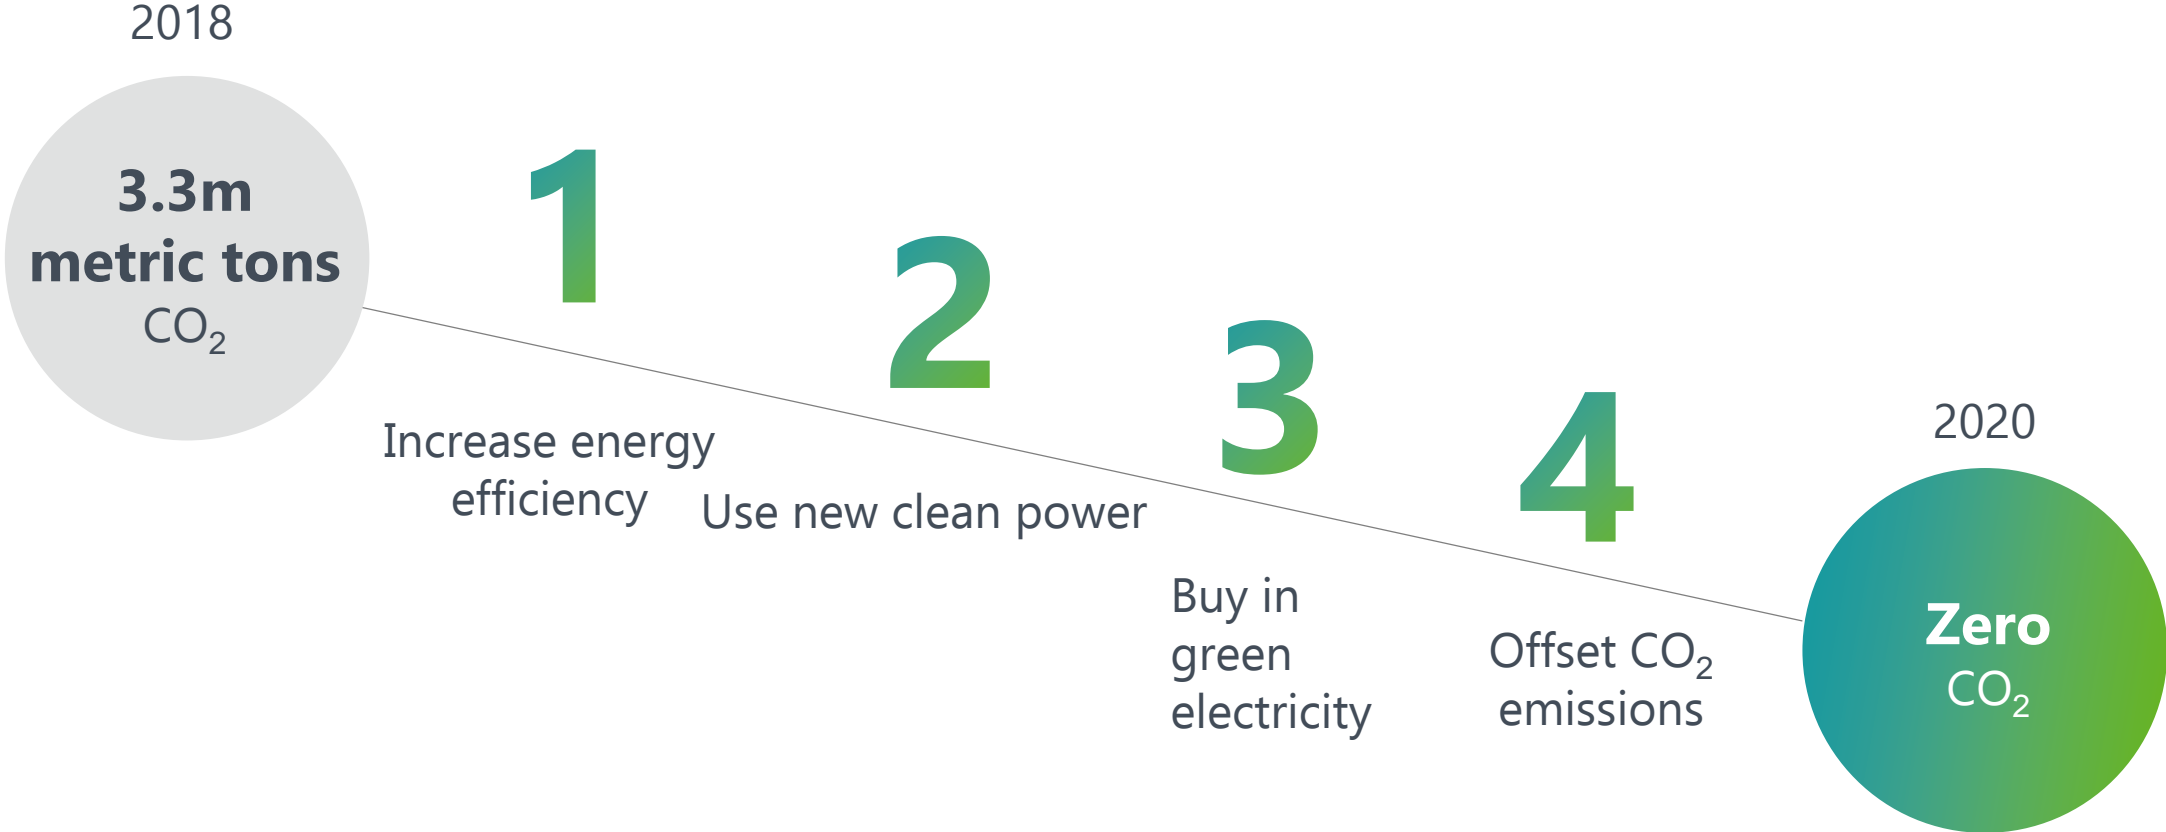 2018
3.3m
metric tons
CO₂
1
Increase energy
efficiency
2
Use new clean power
3
Buy in
green
electricity
4
Offset CO₂
emissions
2020
Zero
CO₂